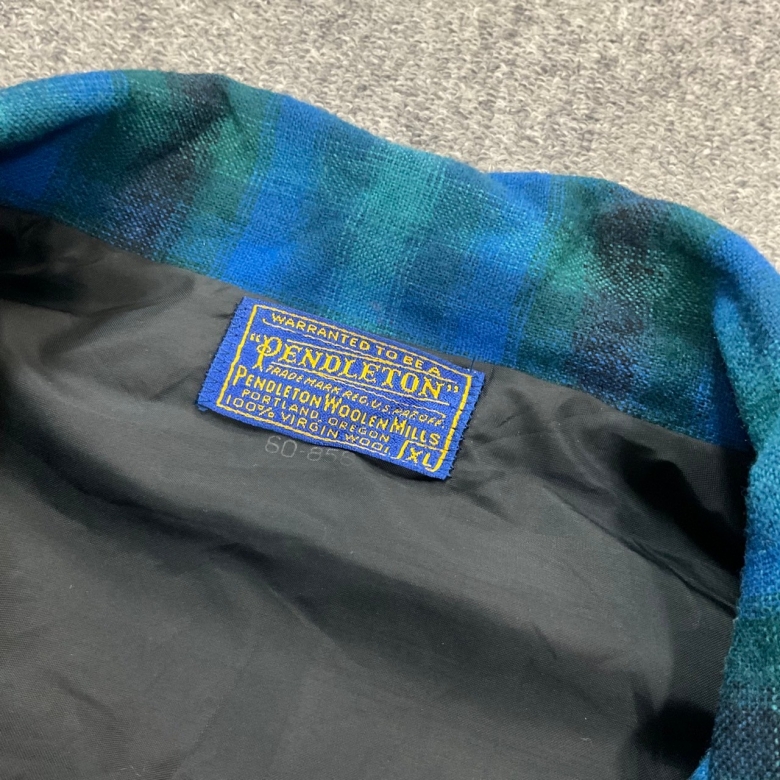 WARRANTED TO BE A
"PENDLETON"
TRADE MARK REG. U.S. PAT. OFF.
PENDLETON WOOLEN MILLS
PORTLAND, OREGON
100% VIRGIN WOOL
XL